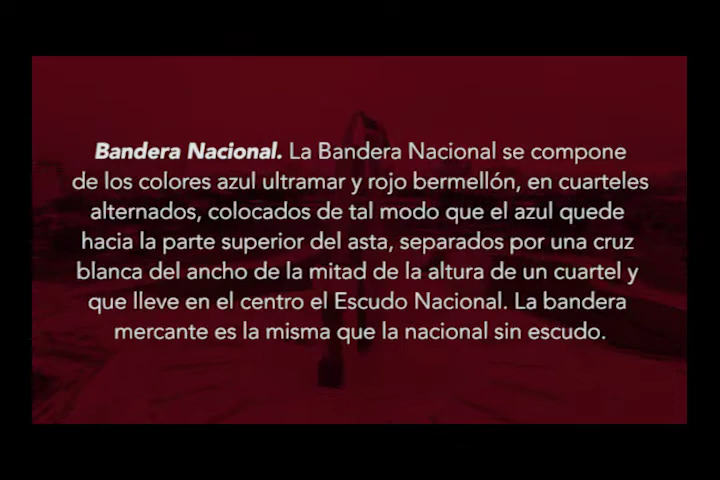 Bandera Nacional. La Bandera Nacional se compone
de los colores azul ultramar y rojo bermellón, en cuarteles
alternados, colocados de tal modo que el azul quede
hacia la parte superior del asta, separados por una cruz
blanca del ancho de la mitad de la altura de un cuartel y
que lleve en el centro el Escudo Nacional. La bandera
mercante es la misma que la nacional sin escudo.